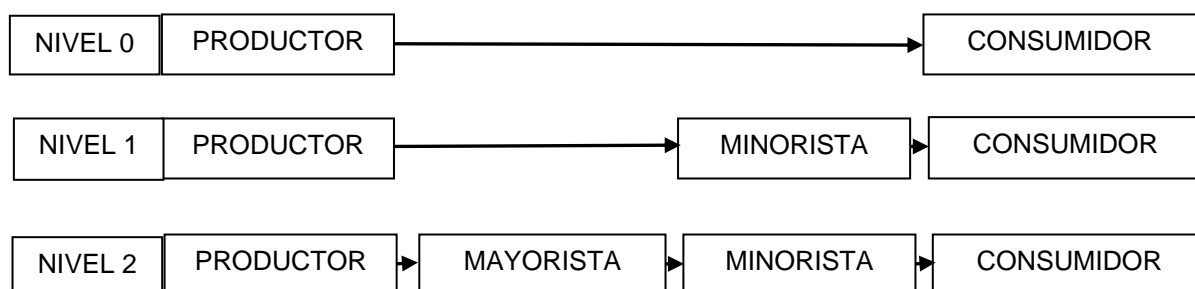 NIVEL 0 PRODUCTOR CONSUMIDOR
NIVEL 1 PRODUCTOR MINORISTA CONSUMIDOR
NIVEL 2 PRODUCTOR MAYORISTA MINORISTA CONSUMIDOR